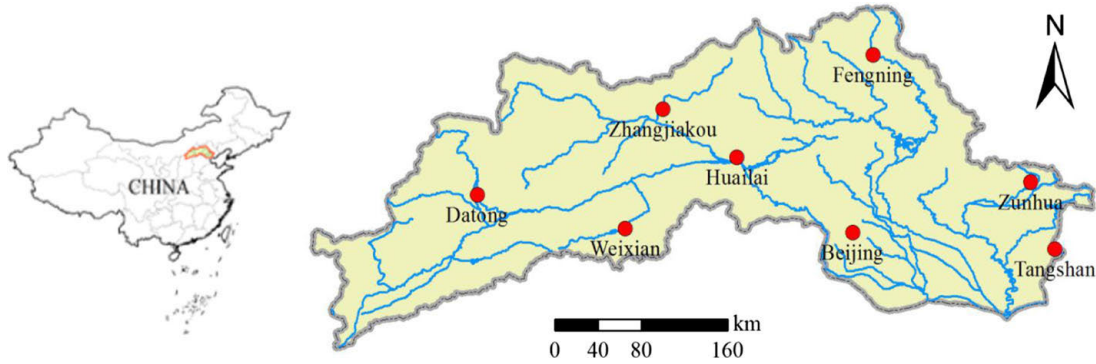 CHINA
N
Fengning
Zhangjiakou
Huailai
Zunhua
Datong
Weixian
Beijing
Tangshan
km
0 40 80 160